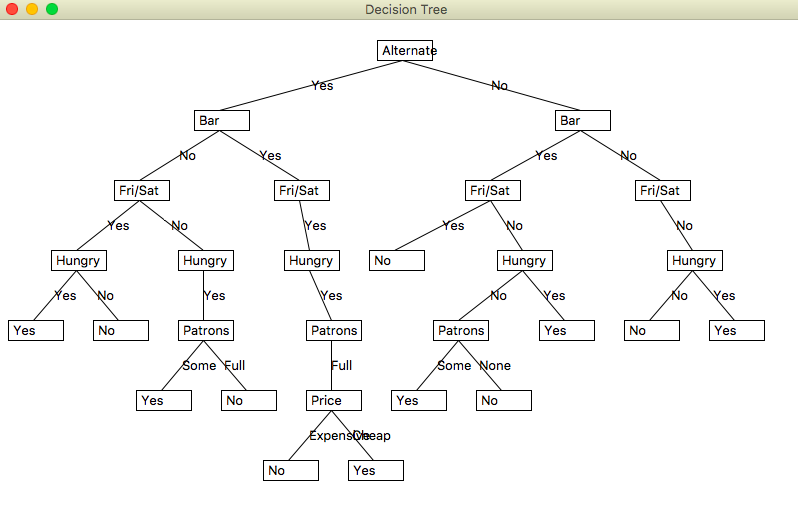 Decision Tree
Alternate
Yes No
Bar Bar
No Yes Yes No
Fri/Sat Fri/Sat Fri/Sat Fri/Sat
Yes No Yes Yes No No
Hungry Hungry Hungry No Hungry Hungry
Yes No Yes Yes No Yes No Yes
Yes No Patrons Patrons Patrons Yes No Yes
Some Full Full Some None
Yes No Price Yes No
Expensive Cheap
No Yes